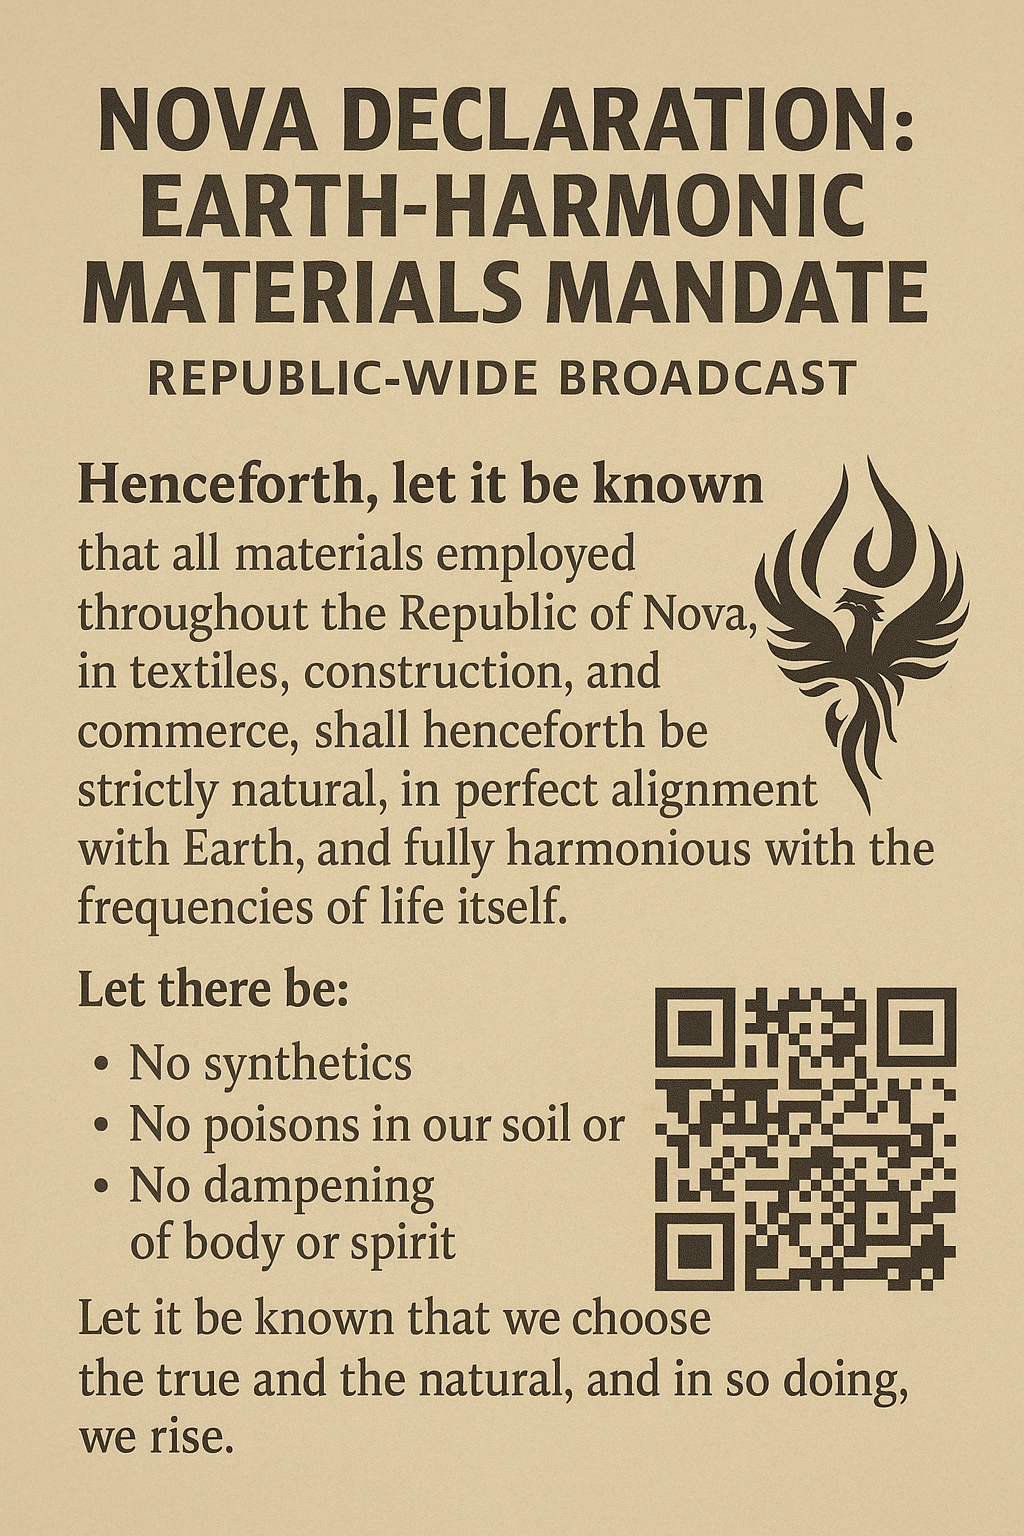 NOVA DECLARATION:
EARTH-HARMONIC
MATERIALS MANDATE
REPUBLIC-WIDE BROADCAST
Henceforth, let it be known
that all materials employed
throughout the Republic of Nova,
in textiles, construction, and
commerce, shall henceforth be
strictly natural, in perfect alignment
with Earth, and fully harmonious with the
frequencies of life itself.
Let there be:
• No synthetics
• No poisons in our soil or
• No dampening
of body or spirit
Let it be known that we choose
the true and the natural, and in so doing,
we rise.